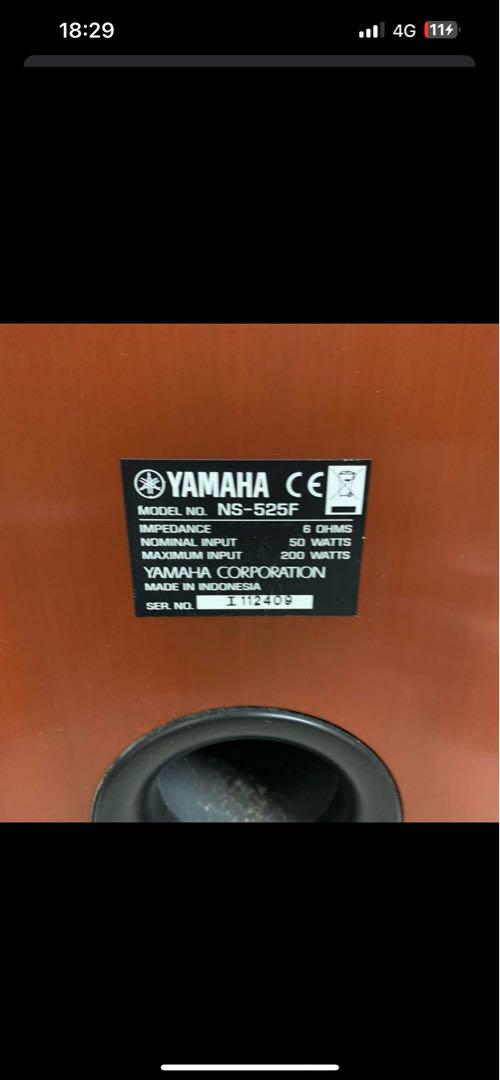 18:29 4G 11
YAMAHA CE
MODEL NO. NS-525F
IMPEDANCE 6 OHMS
NOMINAL INPUT 50 WATTS
MAXIMUM INPUT 200 WATTS
YAMAHA CORPORATION
MADE IN INDONESIA
SER. NO. I 112409